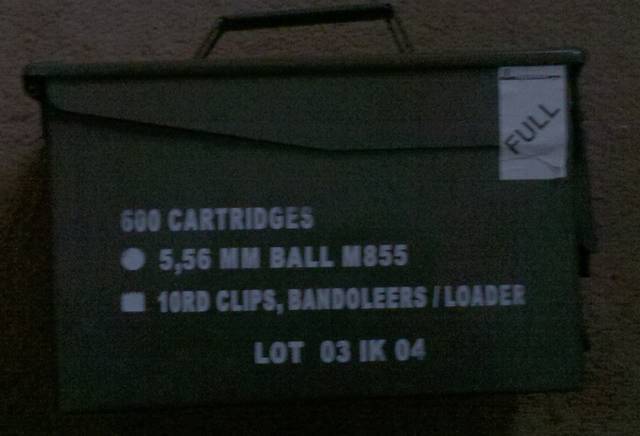 FULL
600 CARTRIDGES
5,56 MM BALL M855
10RD CLIPS, BANDOLEERS / LOADER
LOT 03 IK 04